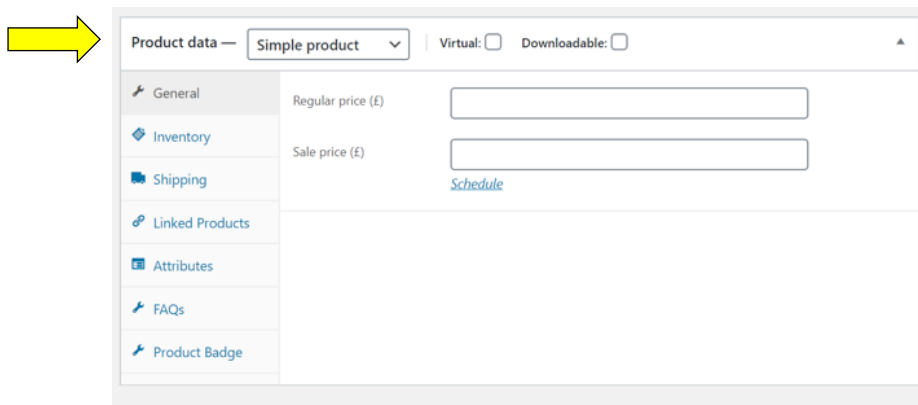 Product data — Simple product Virtual: Downloadable:
General
Regular price (£)
Inventory
Sale price (£)
Schedule
Shipping
Linked Products
Attributes
FAQs
Product Badge